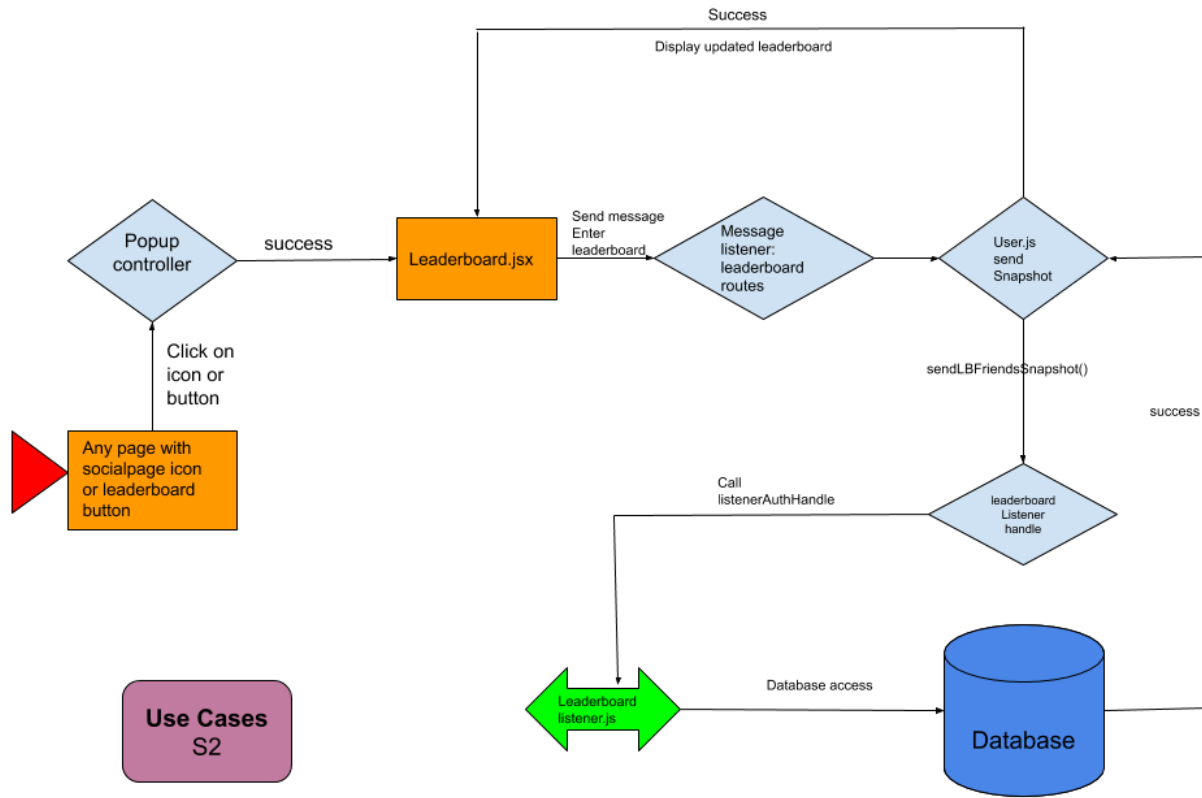 Success
Display updated leaderboard
Popup
controller
success
Leaderboard.jsx
Send message
Enter
leaderboard
Message
listener:
leaderboard
routes
User.js
send
Snapshot
Click on
icon or
button
sendLBFriendsSnapshot()
success
Any page with
socialpage icon
or leaderboard
button
Call
listenerAuthHandle
leaderboard
Listener
handle
Leaderboard
listener.js
Database access
Database
Use Cases
S2